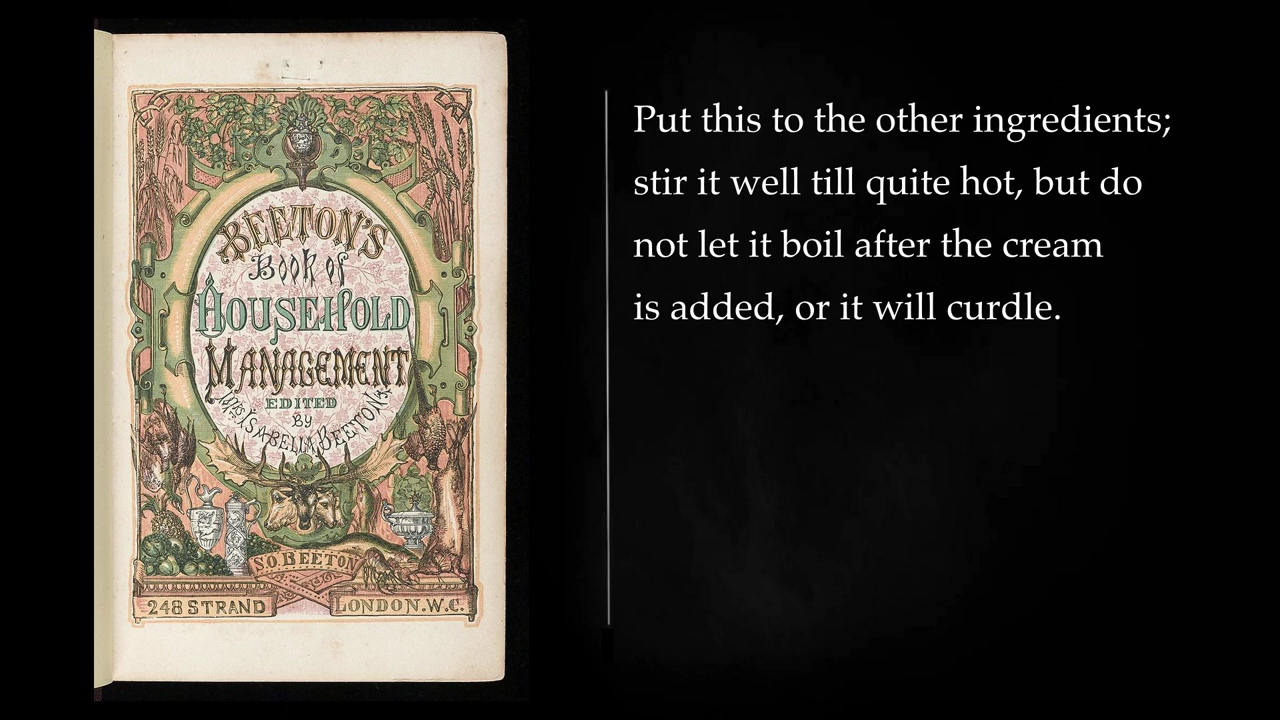 BEETON'S
Book of
HOUSEHOLD
MANAGEMENT
EDITED
BY
MRS ISABELLA BEETON
S.O. BEETON
248 STRAND
LONDON. W.C.
Put this to the other ingredients;
stir it well till quite hot, but do
not let it boil after the cream
is added, or it will curdle.